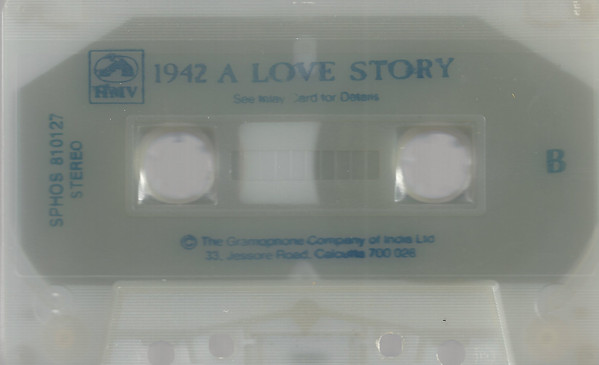 HMV
1942 A LOVE STORY
See Inlay Card for Details
SPHOS 810127
STEREO
B
© The Gramophone Company of India Ltd
33, Jessore Road, Calcutta 700 028